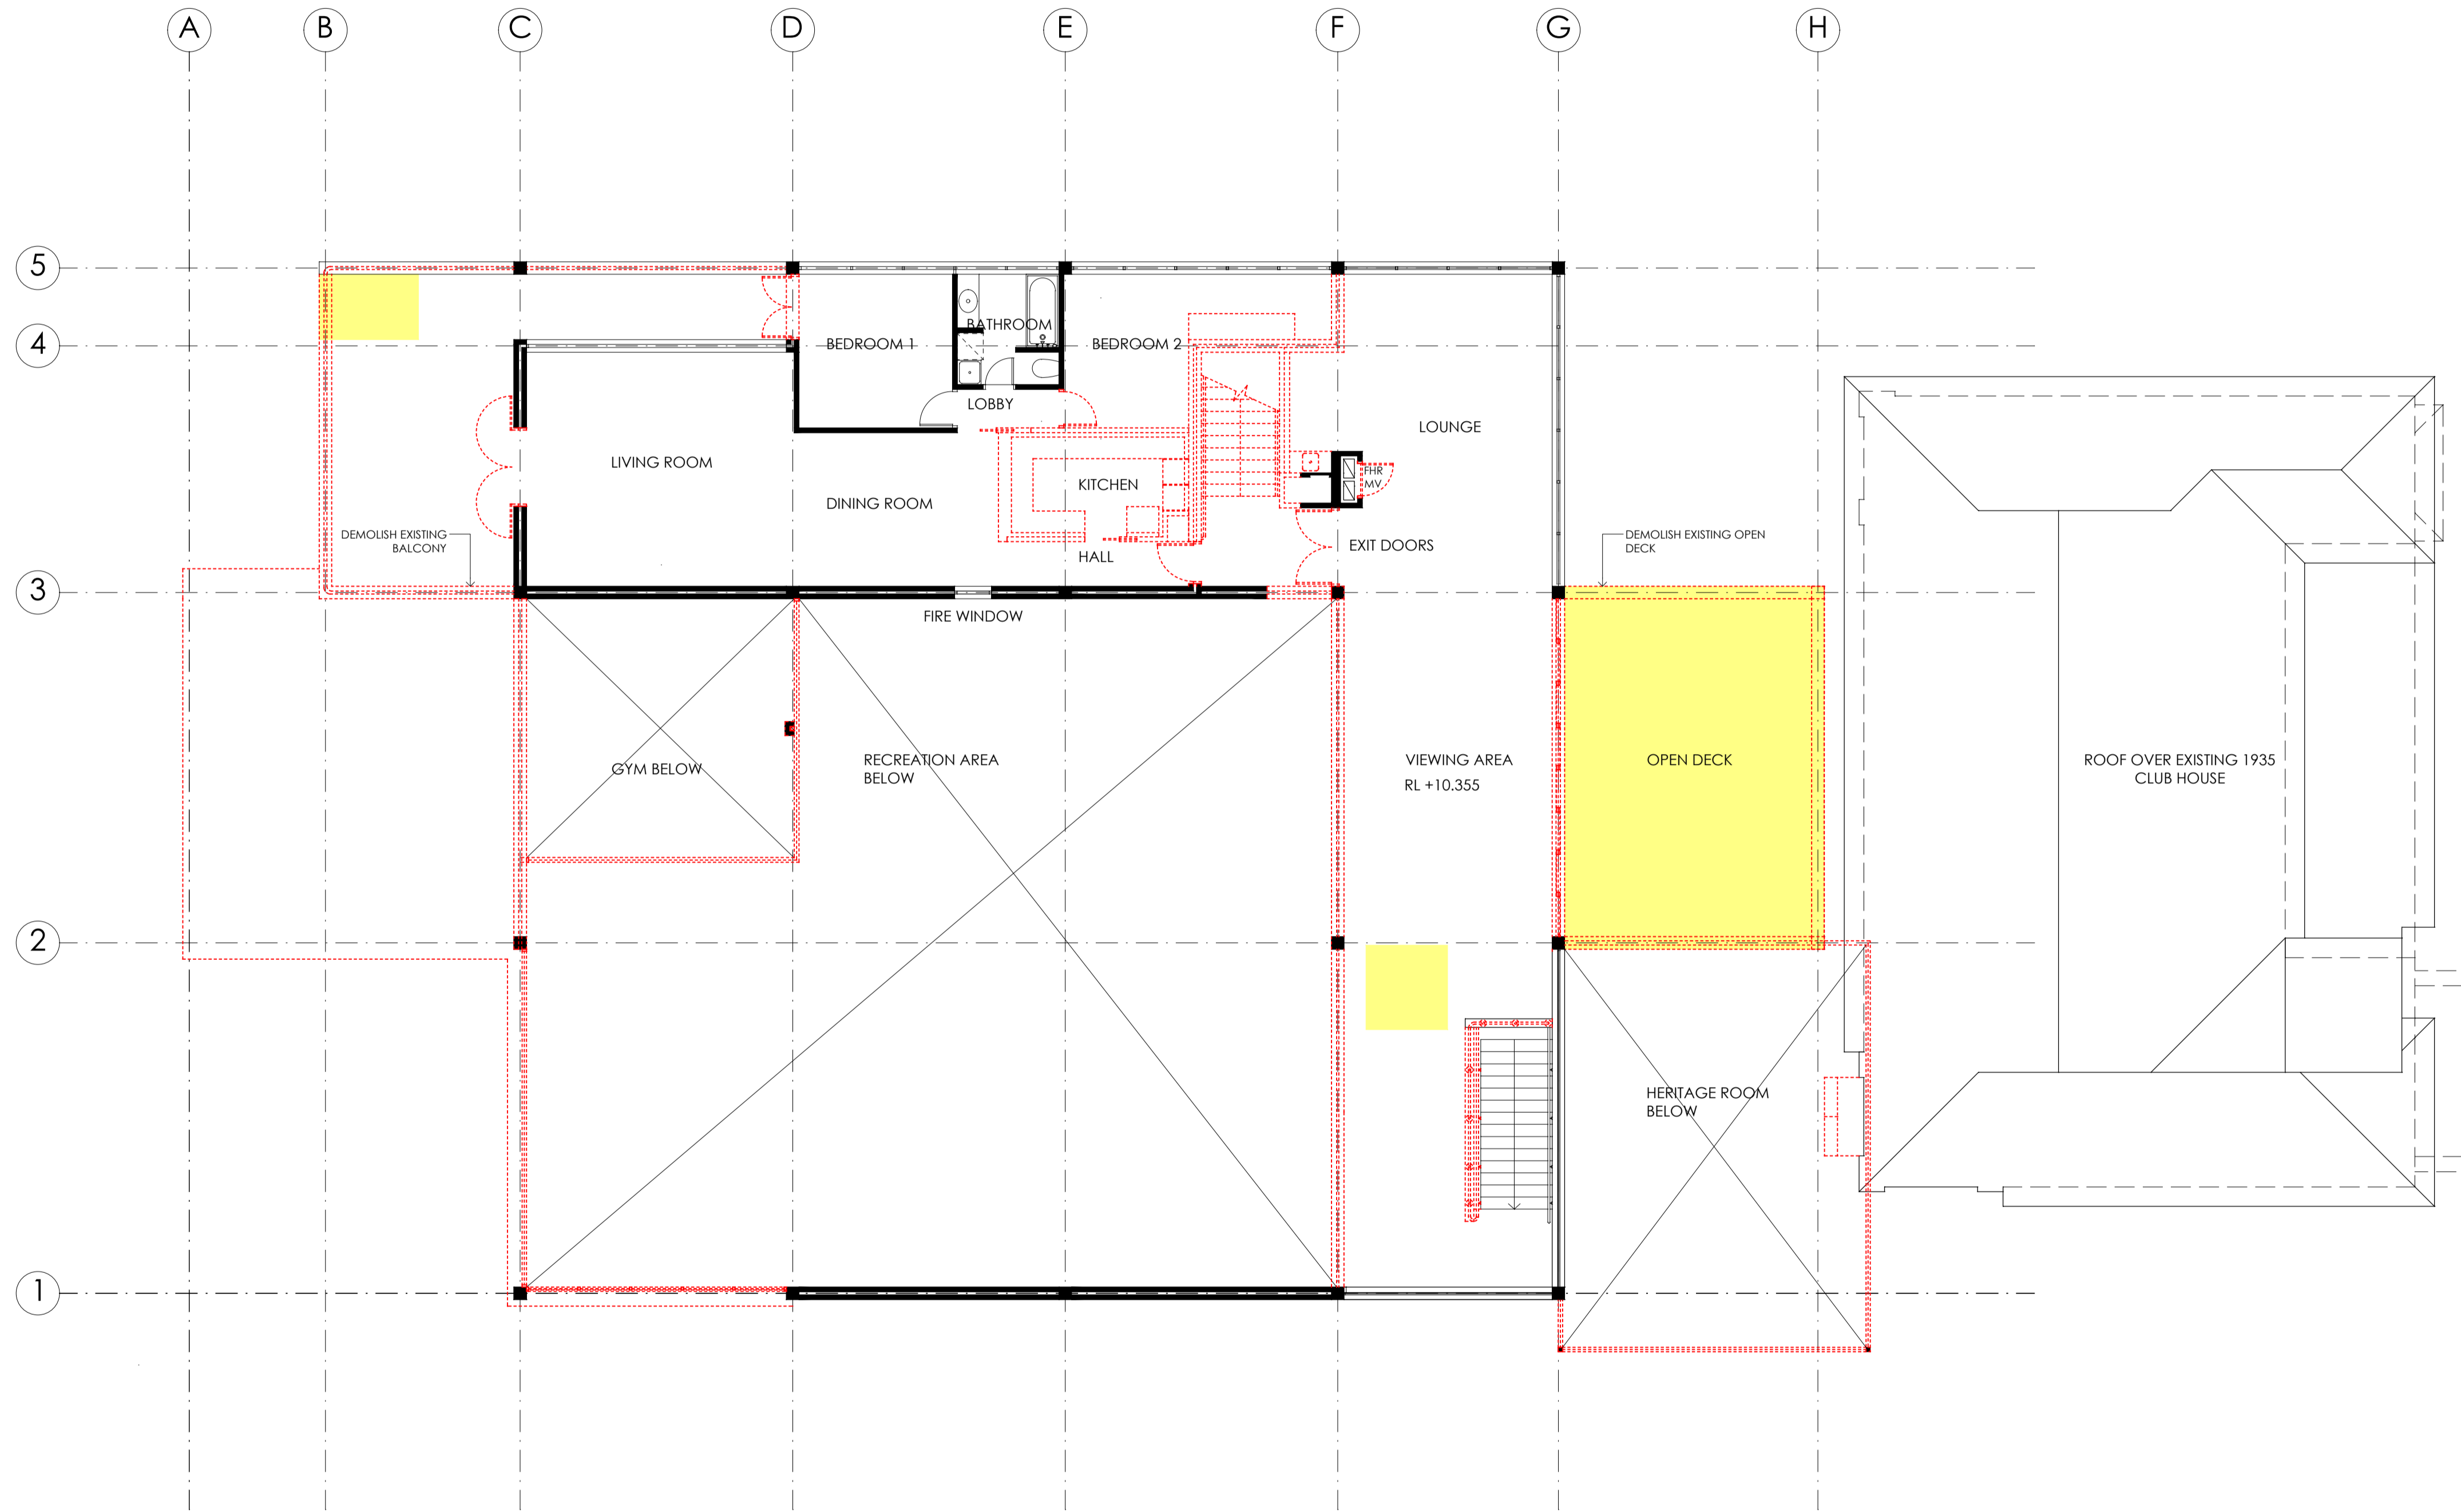 A
B
C
D
E
F
G
H
5
4
3
2
1
BATHROOM
BEDROOM 1
BEDROOM 2
LOBBY
LOUNGE
LIVING ROOM
FHR
MV
KITCHEN
DINING ROOM
DEMOLISH EXISTING
BALCONY
EXIT DOORS
HALL
DEMOLISH EXISTING OPEN
DECK
FIRE WINDOW
GYM BELOW
RECREATION AREA
BELOW
VIEWING AREA
RL +10.355
OPEN DECK
ROOF OVER EXISTING 1935
CLUB HOUSE
HERITAGE ROOM
BELOW